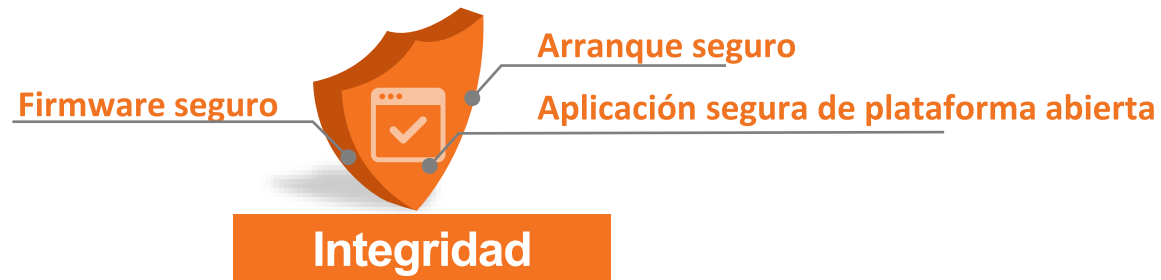 Arranque seguro
Firmware seguro
Aplicación segura de plataforma abierta
Integridad